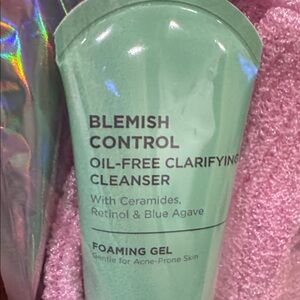 BLEMISH
CONTROL
OIL-FREE CLARIFYING
CLEANSER
With Ceramides,
Retinol & Blue Agave
FOAMING GEL
Gentle for Acne-Prone Skin